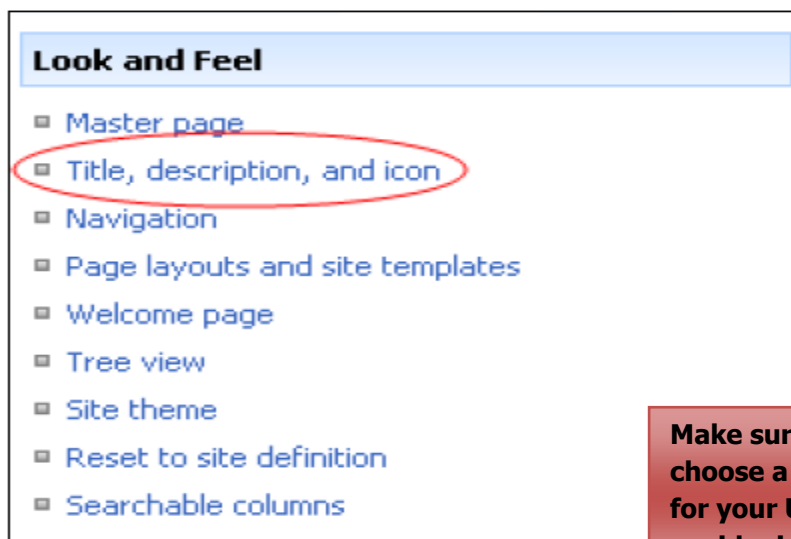 Look and Feel
Master page
Title, description, and icon
Navigation
Page layouts and site templates
Welcome page
Tree view
Site theme
Reset to site definition
Searchable columns
Make
choose a
for your